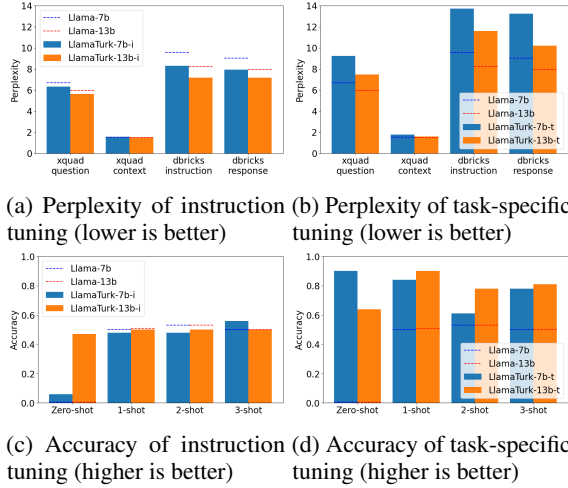 14
12
10
8
6
4
2
0
Perplexity
Llama-7b
Llama-13b
LlamaTurk-7b-i
LlamaTurk-13b-i
xquad question
xquad context
dbricks instruction
dbricks response
(a) Perplexity of instruction
tuning (lower is better)
14
12
10
8
6
4
2
0
Perplexity
Llama-7b
Llama-13b
LlamaTurk-7b-t
LlamaTurk-13b-t
xquad question
xquad context
dbricks instruction
dbricks response
(b) Perplexity of task-specific
tuning (lower is better)
1.0
0.8
0.6
0.4
0.2
0.0
Accuracy
Llama-7b
Llama-13b
LlamaTurk-7b-i
LlamaTurk-13b-i
Zero-shot 1-shot 2-shot 3-shot
(c) Accuracy of instruction
tuning (higher is better)
1.0
0.8
0.6
0.4
0.2
0.0
Accuracy
Llama-7b
Llama-13b
LlamaTurk-7b-t
LlamaTurk-13b-t
Zero-shot 1-shot 2-shot 3-shot
(d) Accuracy of task-specific
tuning (higher is better)